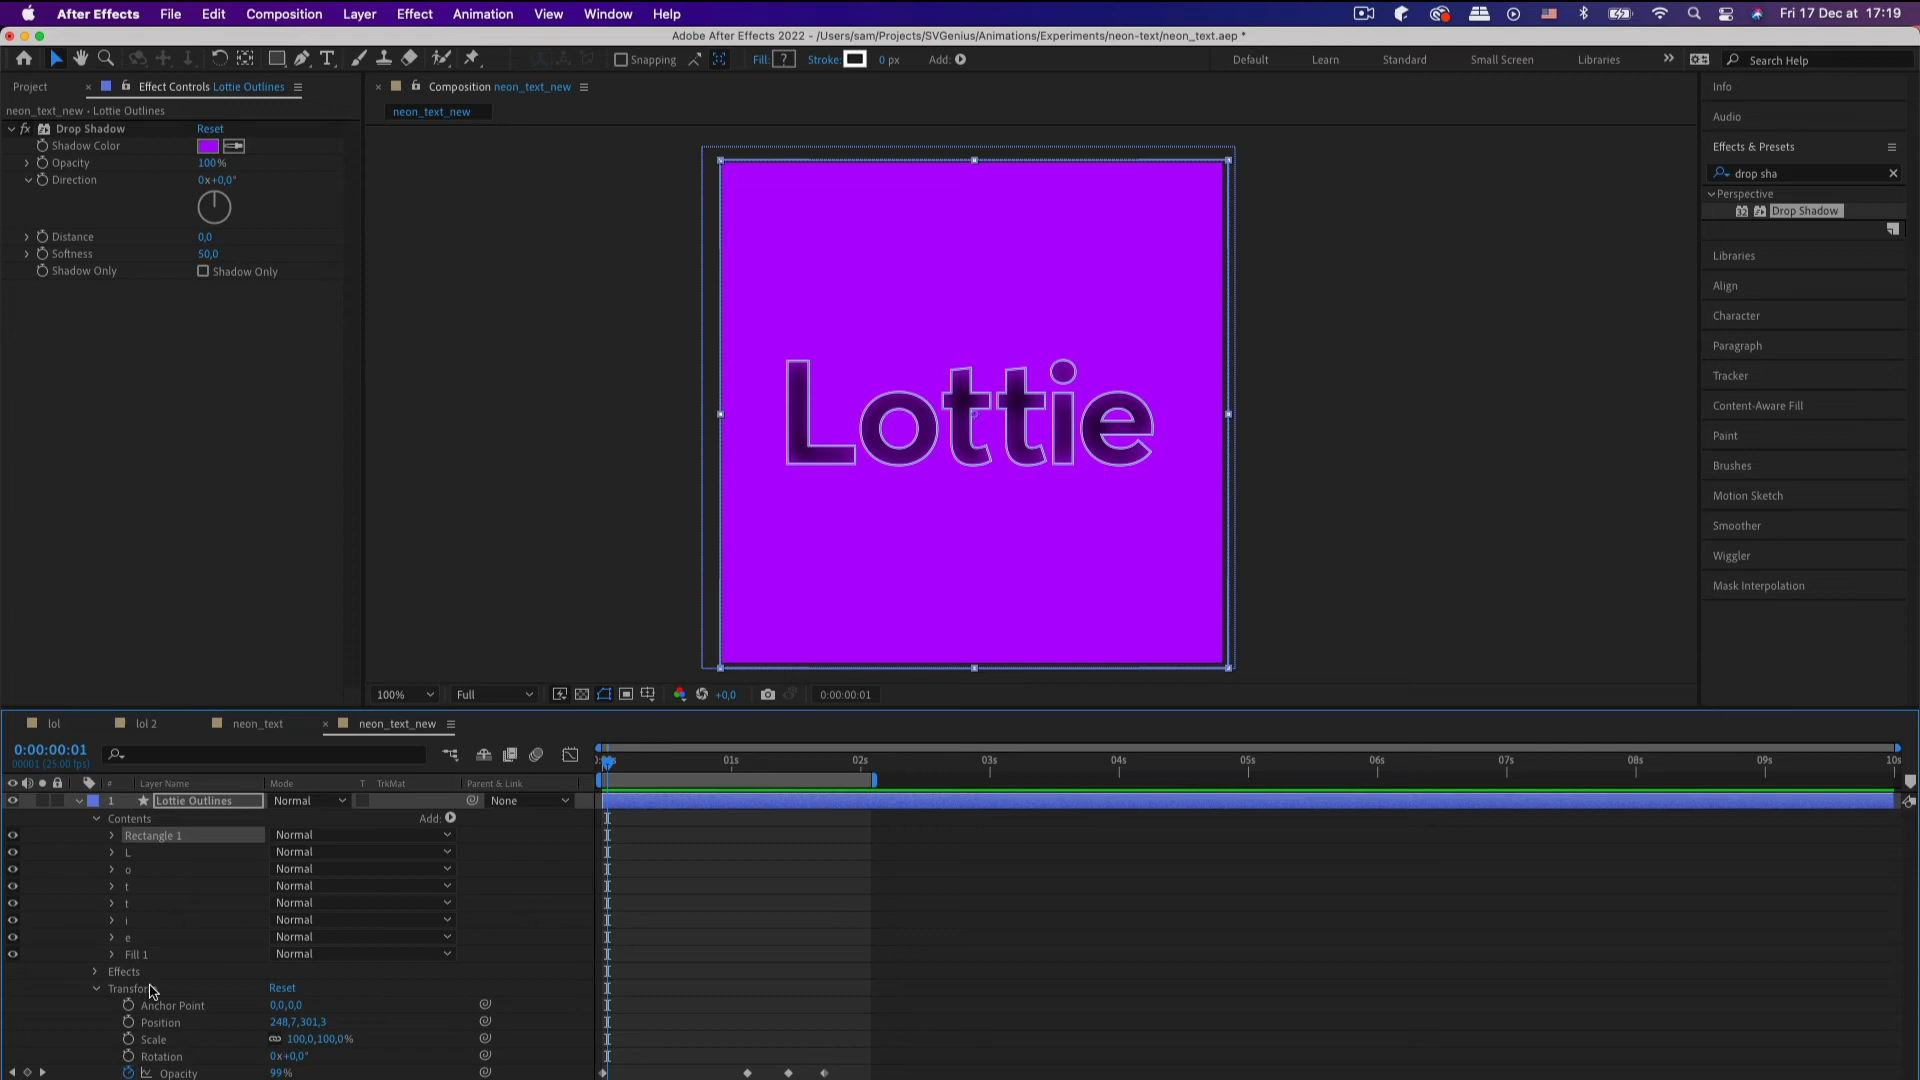 After Effects File Edit Composition Layer Effect Animation View Window Help Fri 17 Dec at 17:19
Adobe After Effects 2022 - /Users/sam/Projects/SVGenius/Animations/Experiments/neon-text/neon_text.aep *
Snapping Fill: ? Stroke: 0 px Add: Default Learn Standard Small Screen Libraries » Search Help
Project × Effect Controls Lottie Outlines
neon_text_new • Lottie Outlines
fx Drop Shadow Reset
Shadow Color
Opacity 100%
Direction 0x+0,0°
Distance 0,0
Softness 50,0
Shadow Only Shadow Only
× Composition neon_text_new
neon_text_new
Lottie
100% Full +0,0 0:00:00:01
Info
Audio
Effects & Presets
drop sha
Perspective
32 Drop Shadow
Libraries
Align
Character
Paragraph
Tracker
Content-Aware Fill
Paint
Brushes
Motion Sketch
Smoother
Wiggler
Mask Interpolation
lol lol 2 neon_text × neon_text_new
0:00:00:01
00001 (25.00 fps)
01s 02s 03s 04s 05s 06s 07s 08s 09s 10s
# Layer Name Mode T TrkMat Parent & Link
1 Lottie Outlines Normal None
Contents Add:
Rectangle 1 Normal
L Normal
o Normal
t Normal
t Normal
i Normal
e Normal
Fill 1 Normal
Effects
Transform Reset
Anchor Point 0,0,0,0
Position 248,7,301,3
Scale 100,0,100,0%
Rotation 0x+0,0°
Opacity 99%